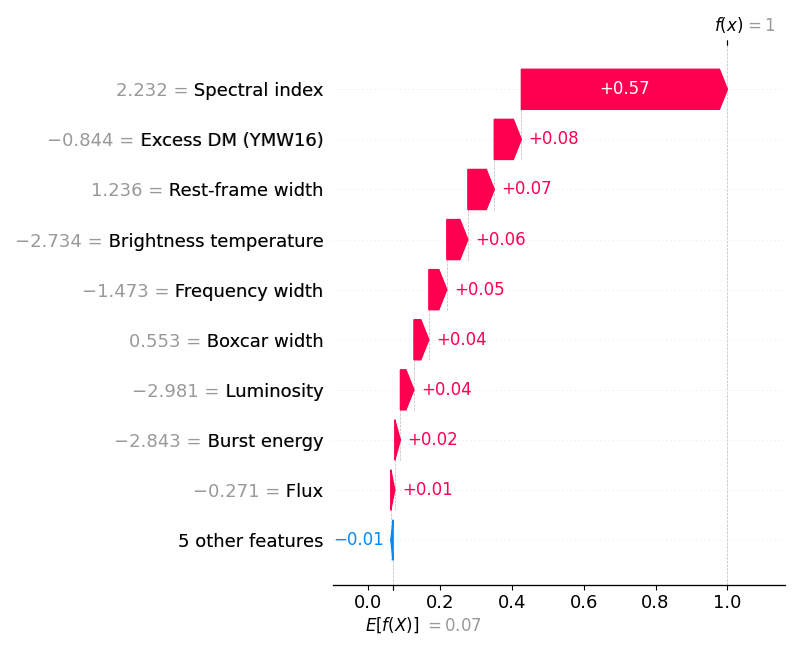 f(x) = 1
2.232 = Spectral index
+0.57
−0.844 = Excess DM (YMW16)
+0.08
1.236 = Rest-frame width
+0.07
−2.734 = Brightness temperature
+0.06
−1.473 = Frequency width
+0.05
0.553 = Boxcar width
+0.04
−2.981 = Luminosity
+0.04
−2.843 = Burst energy
+0.02
−0.271 = Flux
+0.01
5 other features
−0.01
0.0 0.2 0.4 0.6 0.8 1.0
E[f(X)] = 0.07